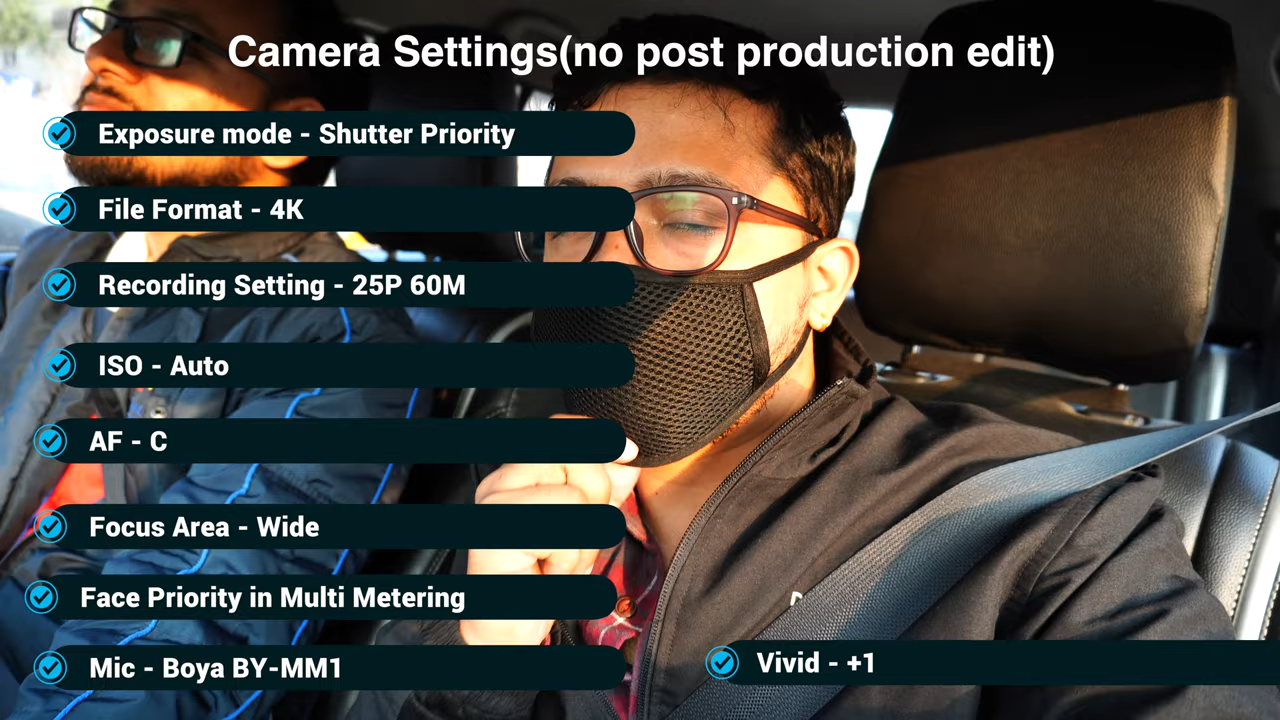 Camera Settings(no post production edit)
Exposure mode - Shutter Priority
File Format - 4K
Recording Setting - 25P 60M
ISO - Auto
AF - C
Focus Area - Wide
Face Priority in Multi Metering
Mic - Boya BY-MM1
Vivid - +1